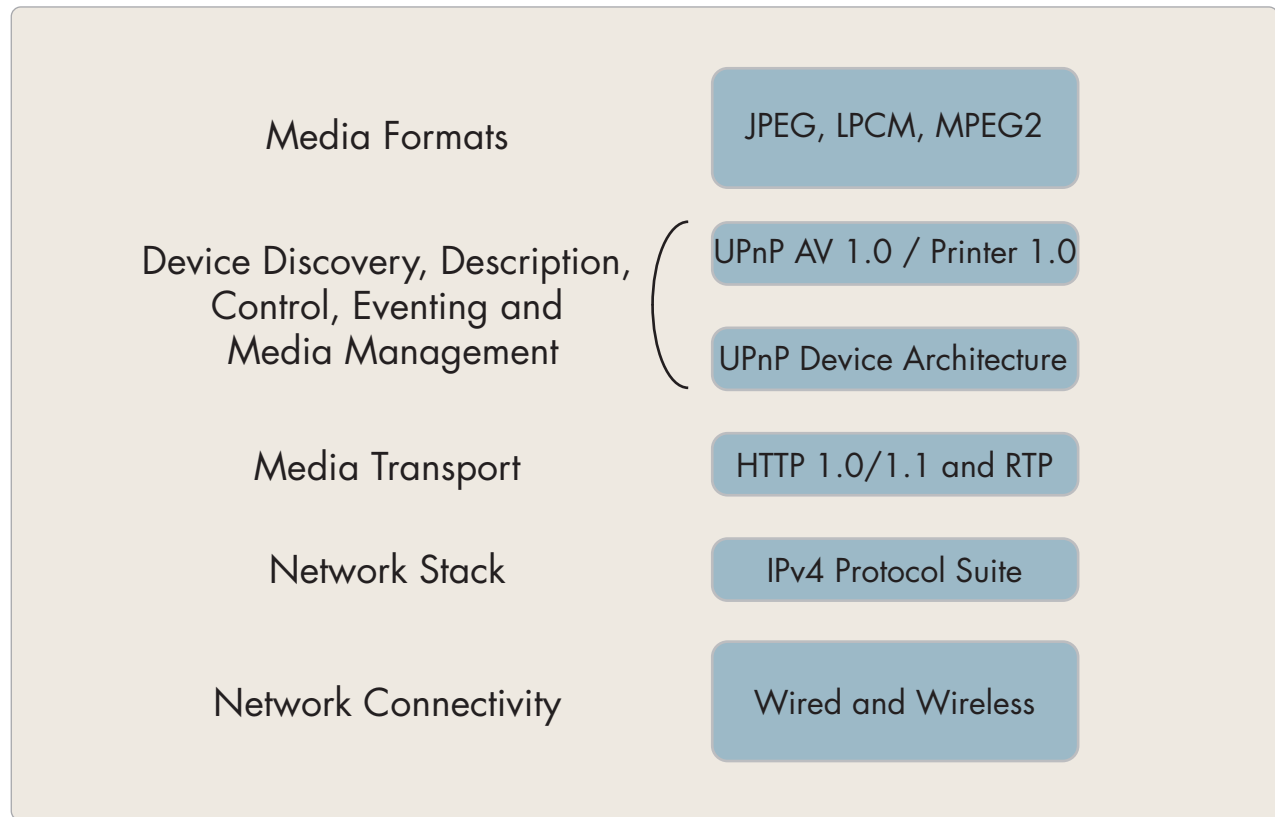 Media Formats
JPEG, LPCM, MPEG2
Device Discovery, Description,
Control, Eventing and
Media Management
UPnP AV 1.0 / Printer 1.0
UPnP Device Architecture
Media Transport
HTTP 1.0/1.1 and RTP
Network Stack
IPv4 Protocol Suite
Network Connectivity
Wired and Wireless